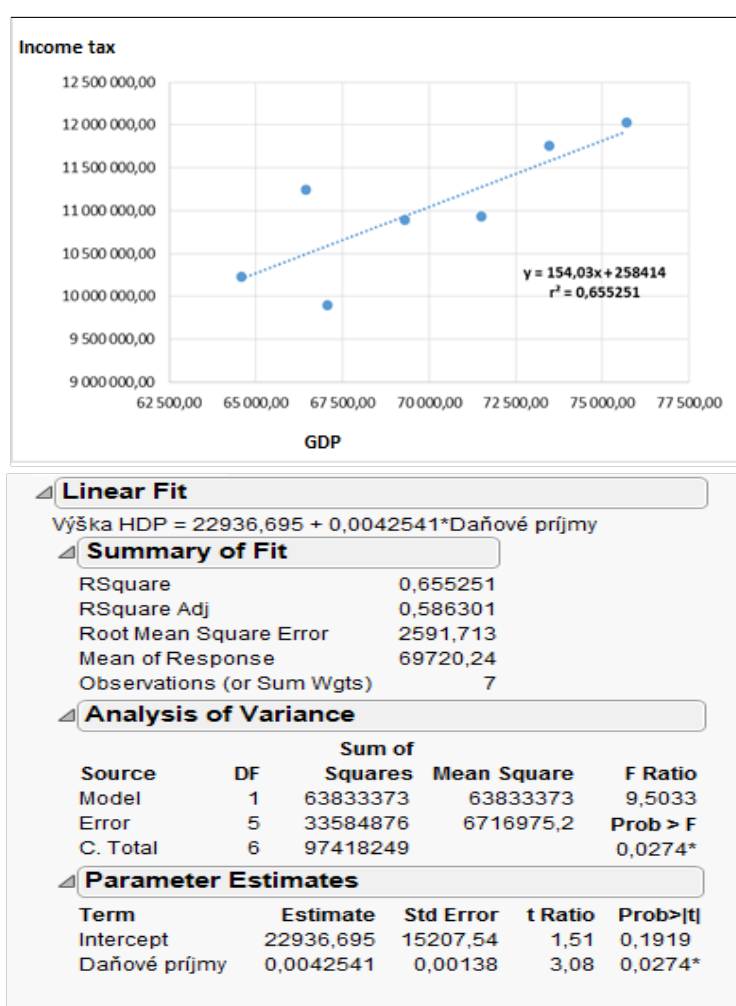 Income tax
12 500 000,00
12 000 000,00
11 500 000,00
11 000 000,00
10 500 000,00
10 000 000,00
9 500 000,00
9 000 000,00
y = 154,03x + 258414
r² = 0,655251
62 500,00 65 000,00 67 500,00 70 000,00 72 500,00 75 000,00 77 500,00
GDP
Linear Fit
Výška HDP = 22936,695 + 0,0042541*Daňové príjmy
Summary of Fit
RSquare 0,655251
RSquare Adj 0,586301
Root Mean Square Error 2591,713
Mean of Response 69720,24
Observations (or Sum Wgts) 7
Analysis of Variance
Sum of
Source DF Squares Mean Square F Ratio
Model 1 63833373 63833373 9,5033
Error 5 33584876 6716975,2 Prob > F
C. Total 6 97418249 0,0274*
Parameter Estimates
Term Estimate Std Error t Ratio Prob>|t|
Intercept 22936,695 15207,54 1,51 0,1919
Daňové príjmy 0,0042541 0,00138 3,08 0,0274*